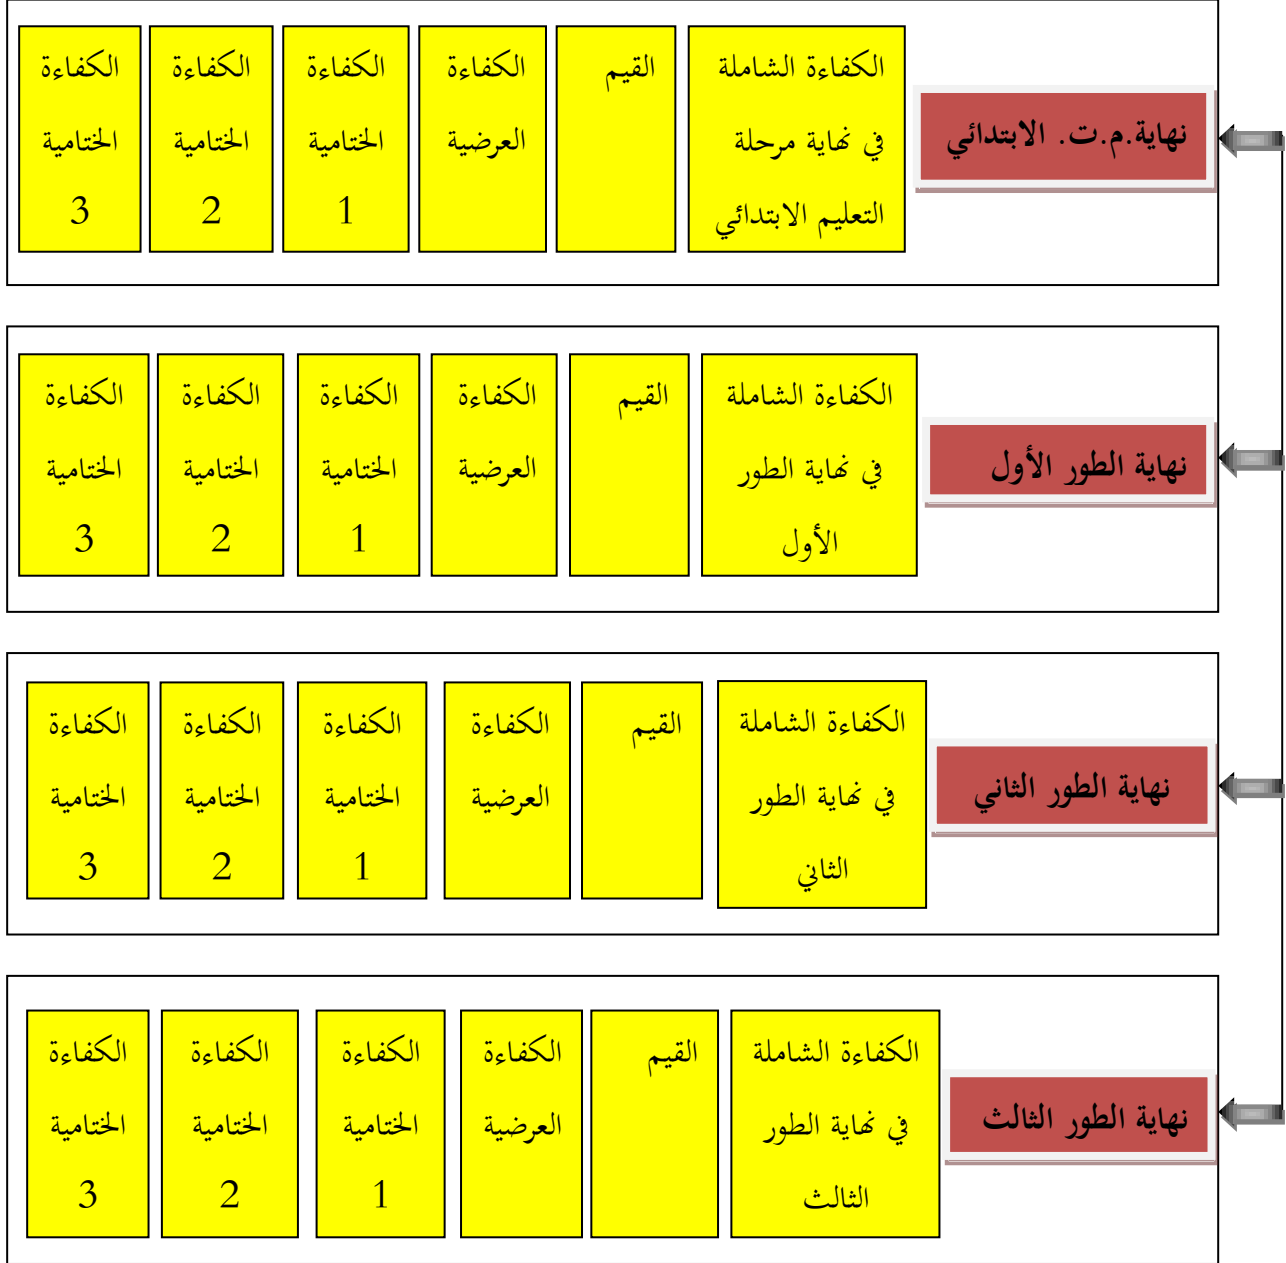 نهاية.م.ت. الابتدائي
الكفاءة الشاملة
في نهاية مرحلة
التعليم الابتدائي
القيم
الكفاءة
العرضية
الكفاءة
الختامية
1
الكفاءة
الختامية
2
الكفاءة
الختامية
3
نهاية الطور الأول
الكفاءة الشاملة
في نهاية الطور
الأول
القيم
الكفاءة
العرضية
الكفاءة
الختامية
1
الكفاءة
الختامية
2
الكفاءة
الختامية
3
نهاية الطور الثاني
الكفاءة الشاملة
في نهاية الطور
الثاني
القيم
الكفاءة
العرضية
الكفاءة
الختامية
1
الكفاءة
الختامية
2
الكفاءة
الختامية
3
نهاية الطور الثالث
الكفاءة الشاملة
في نهاية الطور
الثالث
القيم
الكفاءة
العرضية
الكفاءة
الختامية
1
الكفاءة
الختامية
2
الكفاءة
الختامية
3